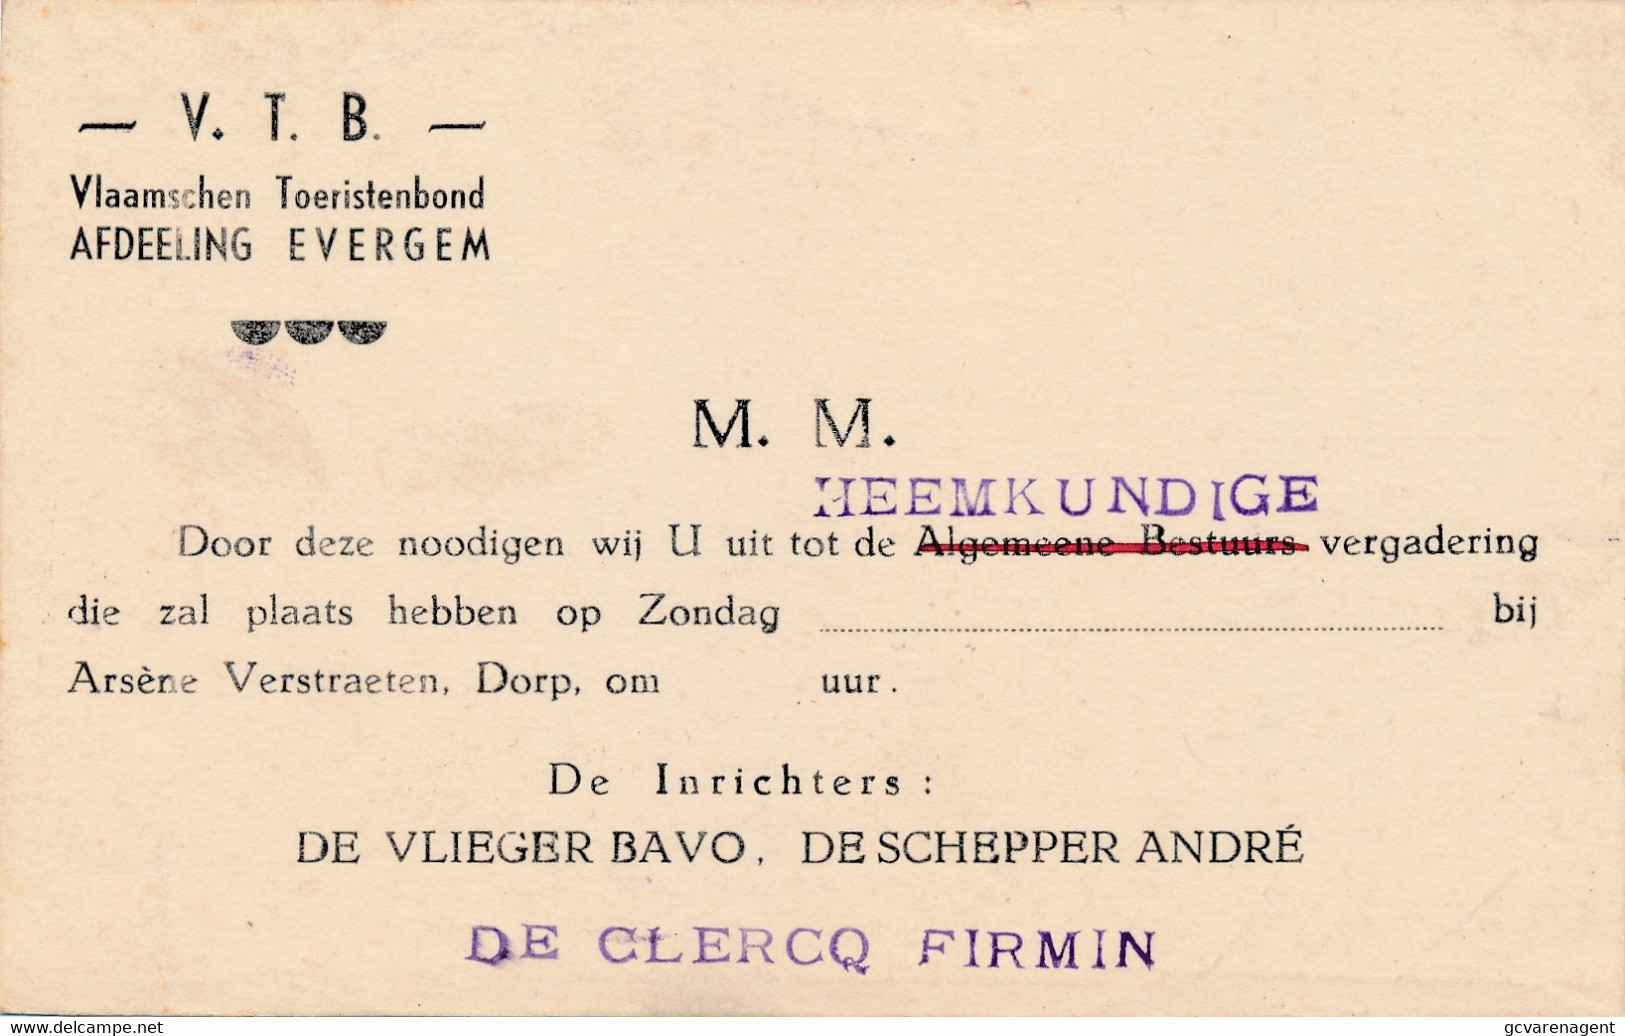 — V. T. B. —
Vlaamschen Toeristenbond
AFDEELING EVERGEM
M. M.
HEEMKUNDIGE
Door deze noodigen wij U uit tot de Algemeene Bestuurs vergadering
die zal plaats hebben op Zondag ........ bij
Arsène Verstraeten, Dorp, om uur.
De Inrichters :
DE VLIEGER BAVO, DE SCHEPPER ANDRÉ
DE CLERCQ FIRMIN
www.delcampe.net
gcvarenagent